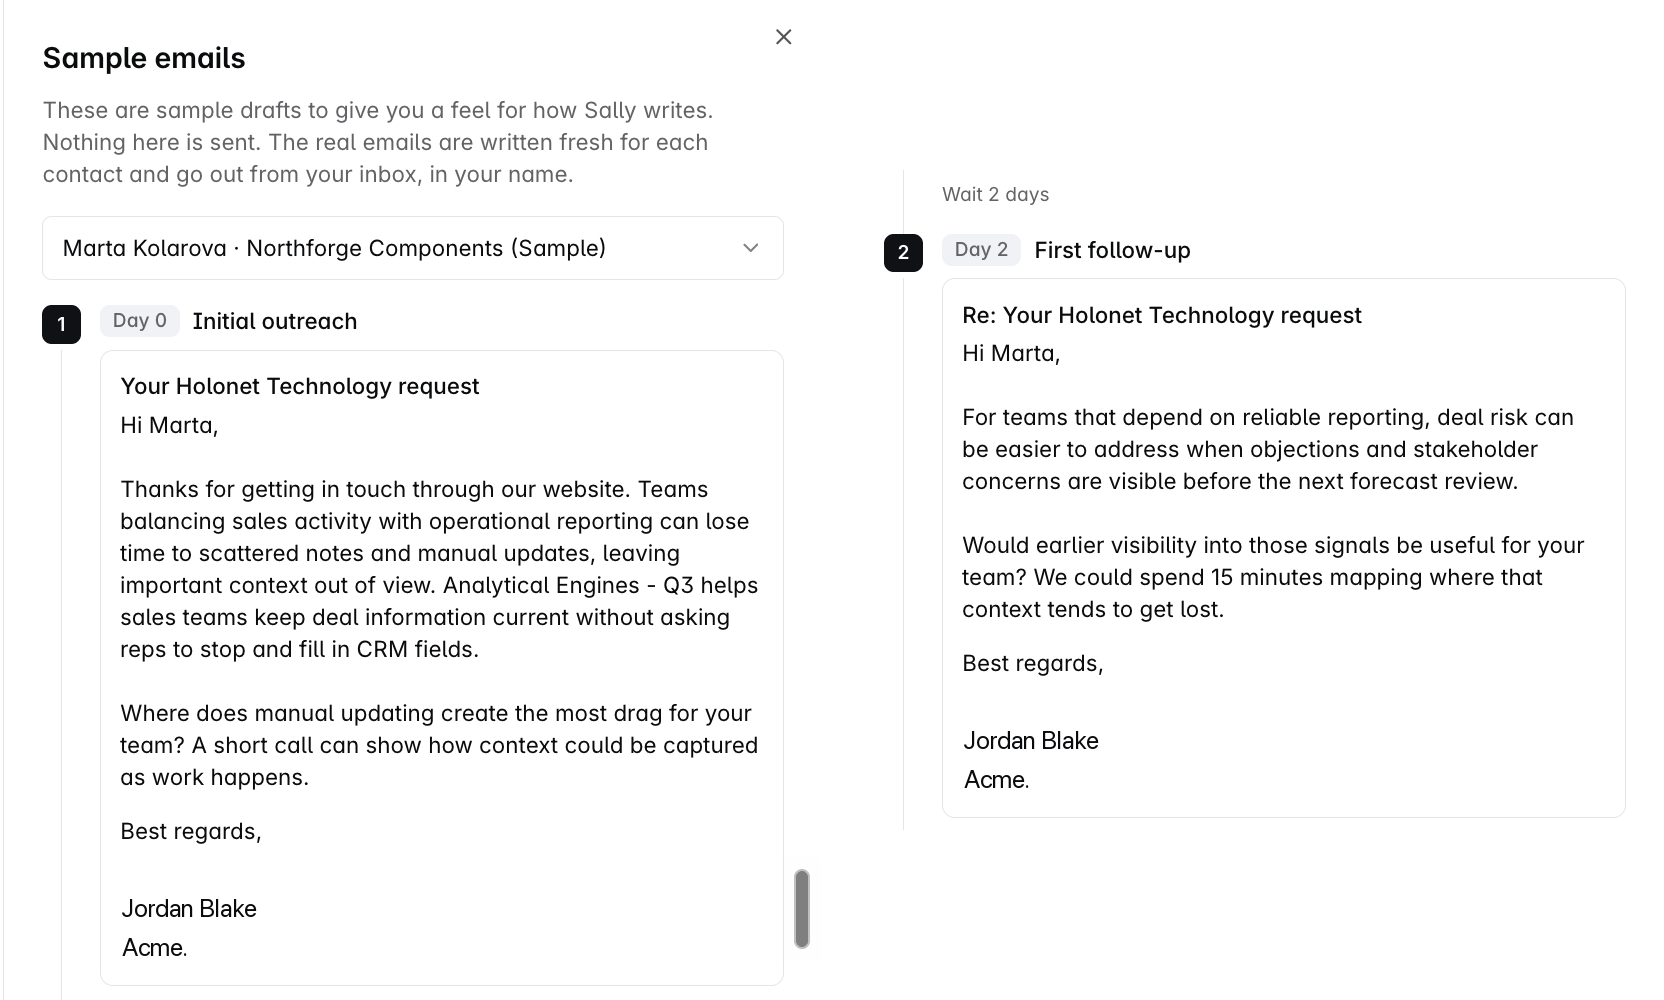 Sample emails
These are sample drafts to give you a feel for how Sally writes.
Nothing here is sent. The real emails are written fresh for each
contact and go out from your inbox, in your name.
Marta Kolarova · Northforge Components (Sample)
1
Day 0
Initial outreach
Your Holonet Technology request
Hi Marta,
Thanks for getting in touch through our website. Teams
balancing sales activity with operational reporting can lose
time to scattered notes and manual updates, leaving
important context out of view. Analytical Engines - Q3 helps
sales teams keep deal information current without asking
reps to stop and fill in CRM fields.
Where does manual updating create the most drag for your
team? A short call can show how context could be captured
as work happens.
Best regards,
Jordan Blake
Acme.
Wait 2 days
2
Day 2
First follow-up
Re: Your Holonet Technology request
Hi Marta,
For teams that depend on reliable reporting, deal risk can
be easier to address when objections and stakeholder
concerns are visible before the next forecast review.
Would earlier visibility into those signals be useful for your
team? We could spend 15 minutes mapping where that
context tends to get lost.
Best regards,
Jordan Blake
Acme.